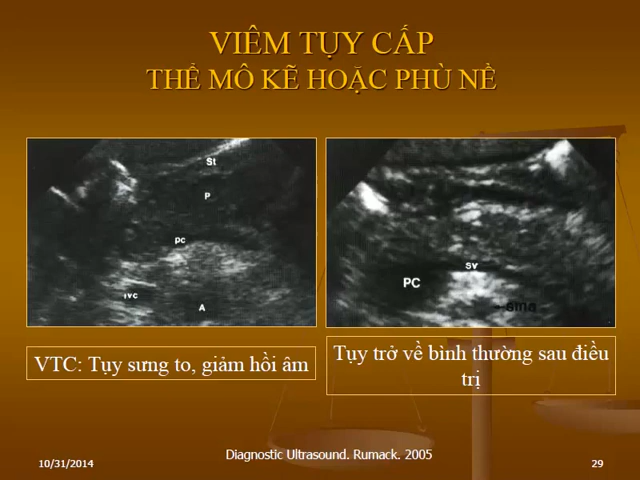 VIÊM TỤY CẤP
THỂ MÔ KẼ HOẶC PHÙ NỀ
St
P
pc
IVC
A
sv
PC
sma
VTC: Tụy sưng to, giảm hồi âm
Tụy trở về bình thường sau điều
trị
Diagnostic Ultrasound. Rumack. 2005
10/31/2014
29